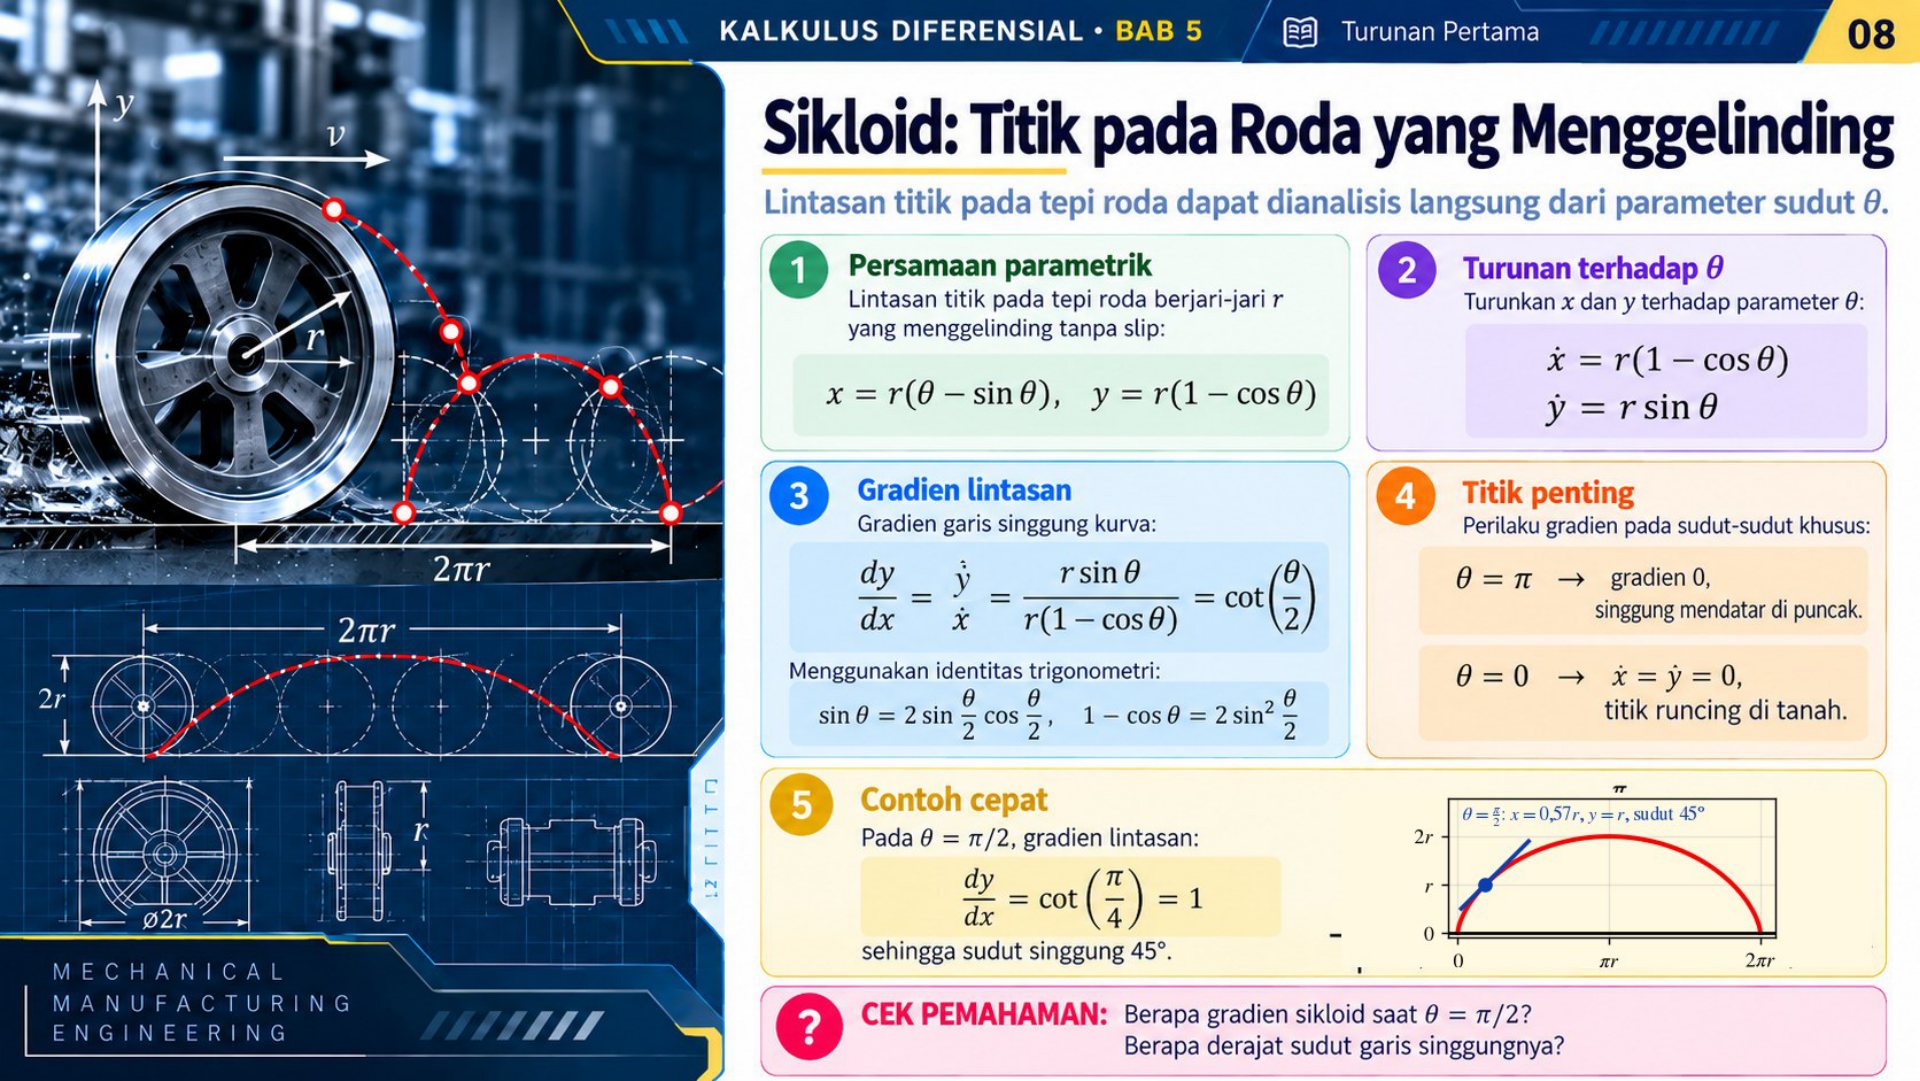 KALKULUS DIFERENSIAL • BAB 5
Turunan Pertama
08
y
v
r
2πr
2πr
2r
r
⌀2r
MECHANICAL
MANUFACTURING
ENGINEERING
Sikloid: Titik pada Roda yang Menggelinding
Lintasan titik pada tepi roda dapat dianalisis langsung dari parameter sudut θ.
1
Persamaan parametrik
Lintasan titik pada tepi roda berjari-jari r
yang menggelinding tanpa slip:
x = r(θ − sin θ), y = r(1 − cos θ)
2
Turunan terhadap θ
Turunkan x dan y terhadap parameter θ:
ẋ = r(1 − cos θ)
ẏ = r sin θ
3
Gradien lintasan
Gradien garis singgung kurva:
dy/dx = ẏ/ẋ = r sin θ / r(1 − cos θ) = cot(θ/2)
Menggunakan identitas trigonometri:
sin θ = 2 sin θ/2 cos θ/2, 1 − cos θ = 2 sin² θ/2
4
Titik penting
Perilaku gradien pada sudut-sudut khusus:
θ = π → gradien 0,
singgung mendatar di puncak.
θ = 0 → ẋ = ẏ = 0,
titik runcing di tanah.
5
Contoh cepat
Pada θ = π/2, gradien lintasan:
dy/dx = cot(π/4) = 1
sehingga sudut singgung 45°.
π
θ = π/2: x = 0,57r, y = r, sudut 45°
2r
r
0
0
πr
2πr
?
CEK PEMAHAMAN: Berapa gradien sikloid saat θ = π/2?
Berapa derajat sudut garis singgungnya?